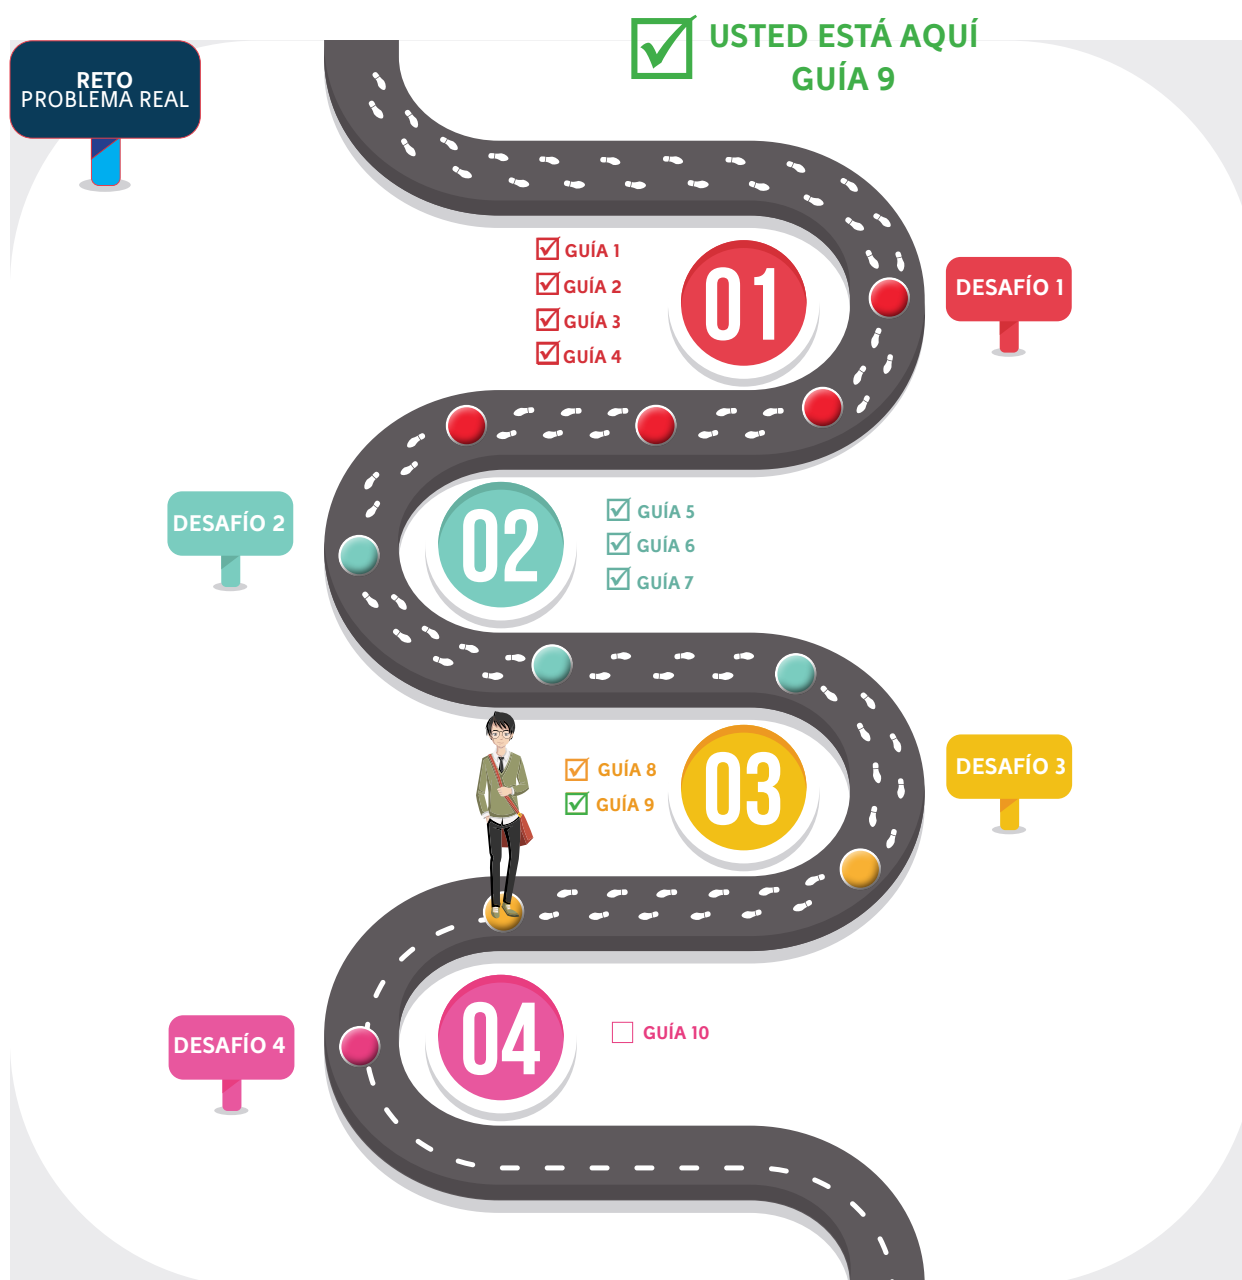 USTED ESTÁ AQUÍ
GUÍA 9
RETO
PROBLEMA REAL
GUÍA 1
GUÍA 2
GUÍA 3
GUÍA 4
01
DESAFÍO 1
DESAFÍO 2
02
GUÍA 5
GUÍA 6
GUÍA 7
GUÍA 8
GUÍA 9
03
DESAFÍO 3
DESAFÍO 4
04
GUÍA 10